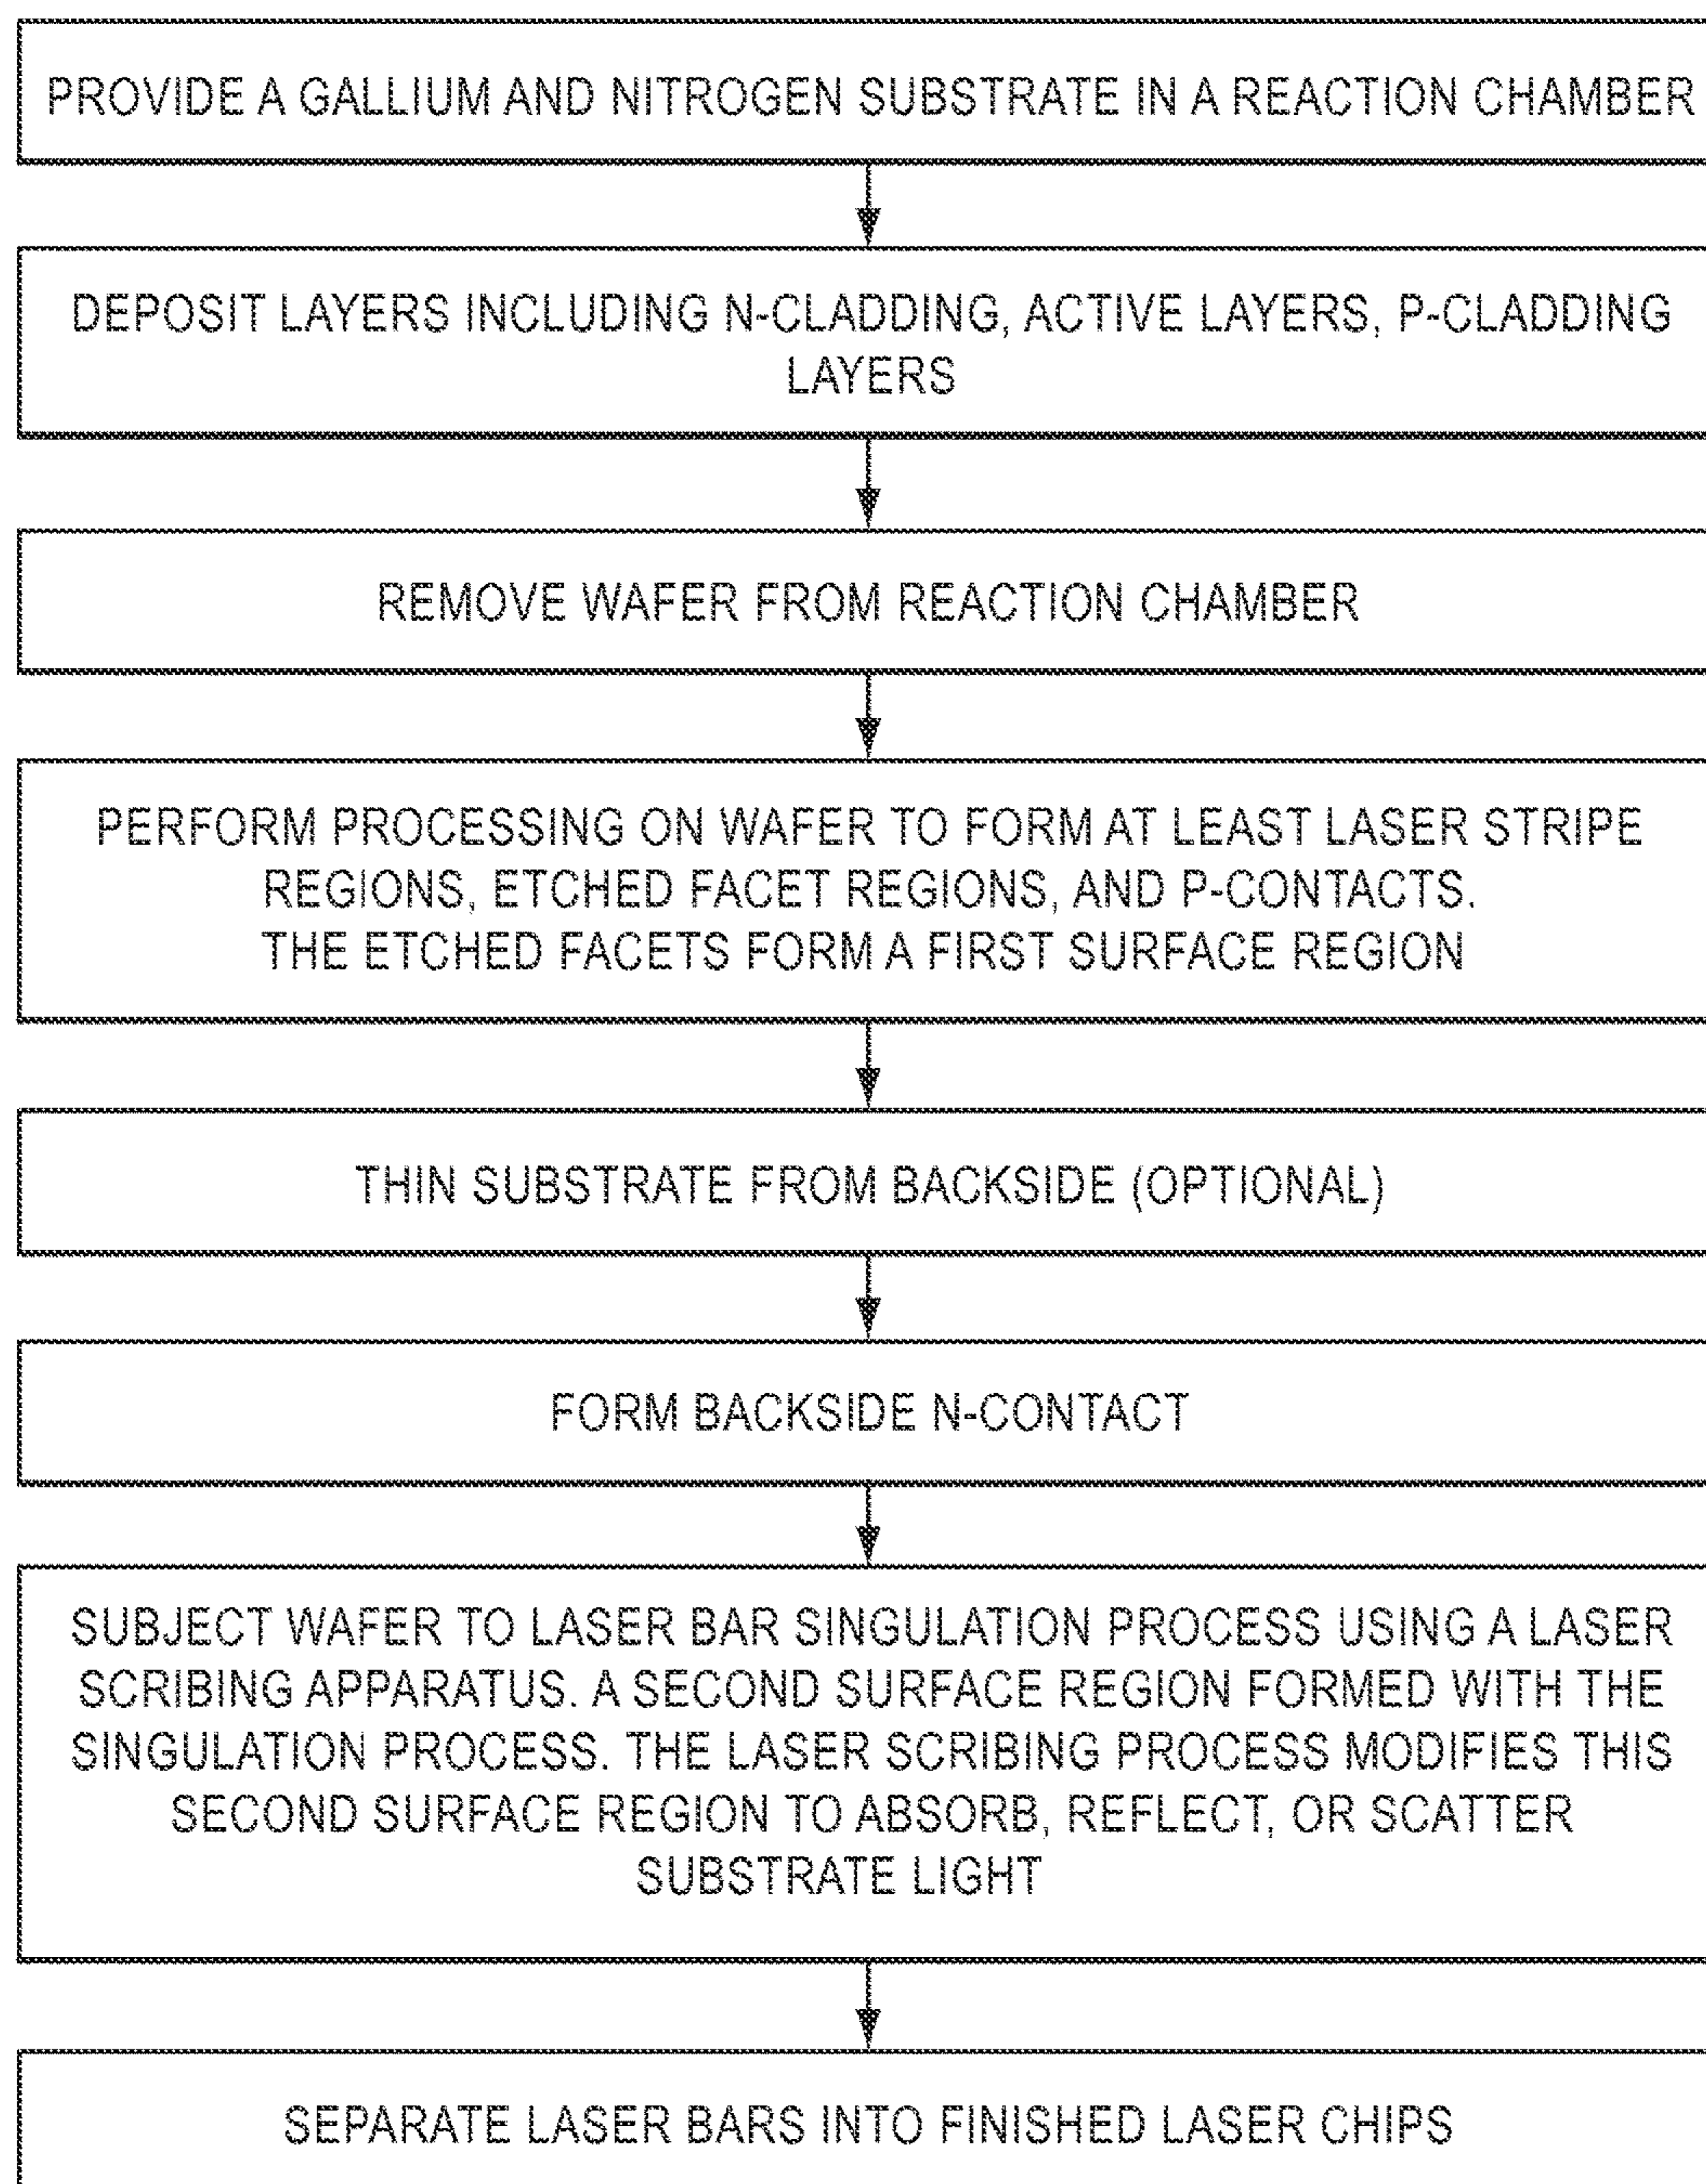 PROVIDE A GALLIUM AND NITROGEN SUBSTRATE IN A REACTION CHAMBER
DEPOSIT LAYERS INCLUDING N-CLADDING, ACTIVE LAYERS, P-CLADDING
LAYERS
REMOVE WAFER FROM REACTION CHAMBER
PERFORM PROCESSING ON WAFER TO FORM AT LEAST LASER STRIPE
REGIONS, ETCHED FACET REGIONS, AND P-CONTACTS.
THE ETCHED FACETS FORM A FIRST SURFACE REGION
THIN SUBSTRATE FROM BACKSIDE (OPTIONAL)
FORM BACKSIDE N-CONTACT
SUBJECT WAFER TO LASER BAR SINGULATION PROCESS USING A LASER
SCRIBING APPARATUS. A SECOND SURFACE REGION FORMED WITH THE
SINGULATION PROCESS. THE LASER SCRIBING PROCESS MODIFIES THIS
SECOND SURFACE REGION TO ABSORB, REFLECT, OR SCATTER
SUBSTRATE LIGHT
SEPARATE LASER BARS INTO FINISHED LASER CHIPS